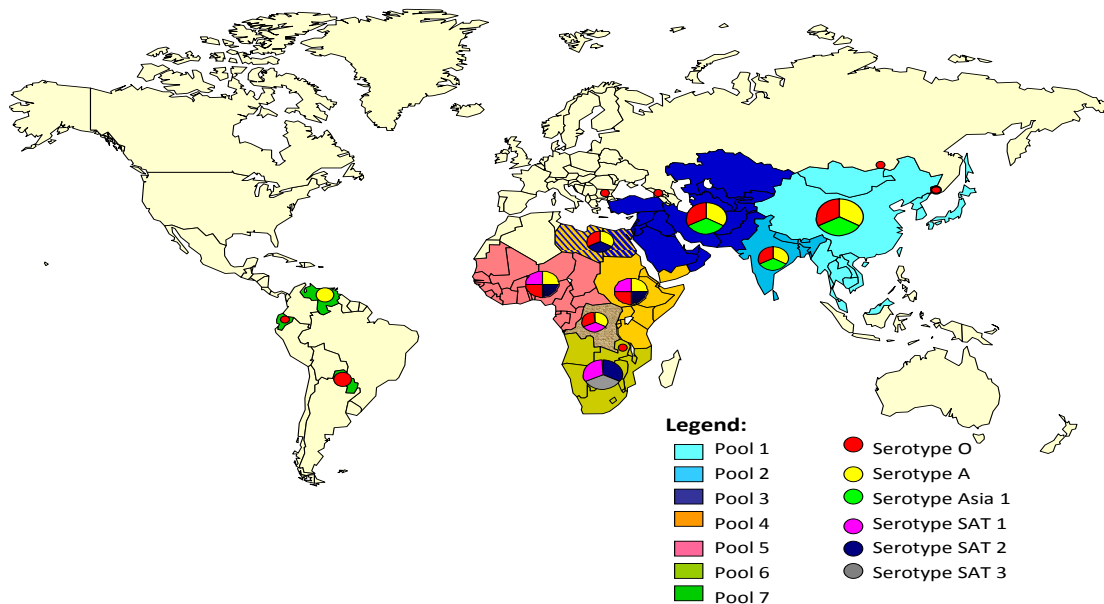 Legend:
Pool 1
Pool 2
Pool 3
Pool 4
Pool 5
Pool 6
Pool 7
Serotype O
Serotype A
Serotype Asia 1
Serotype SAT 1
Serotype SAT 2
Serotype SAT 3